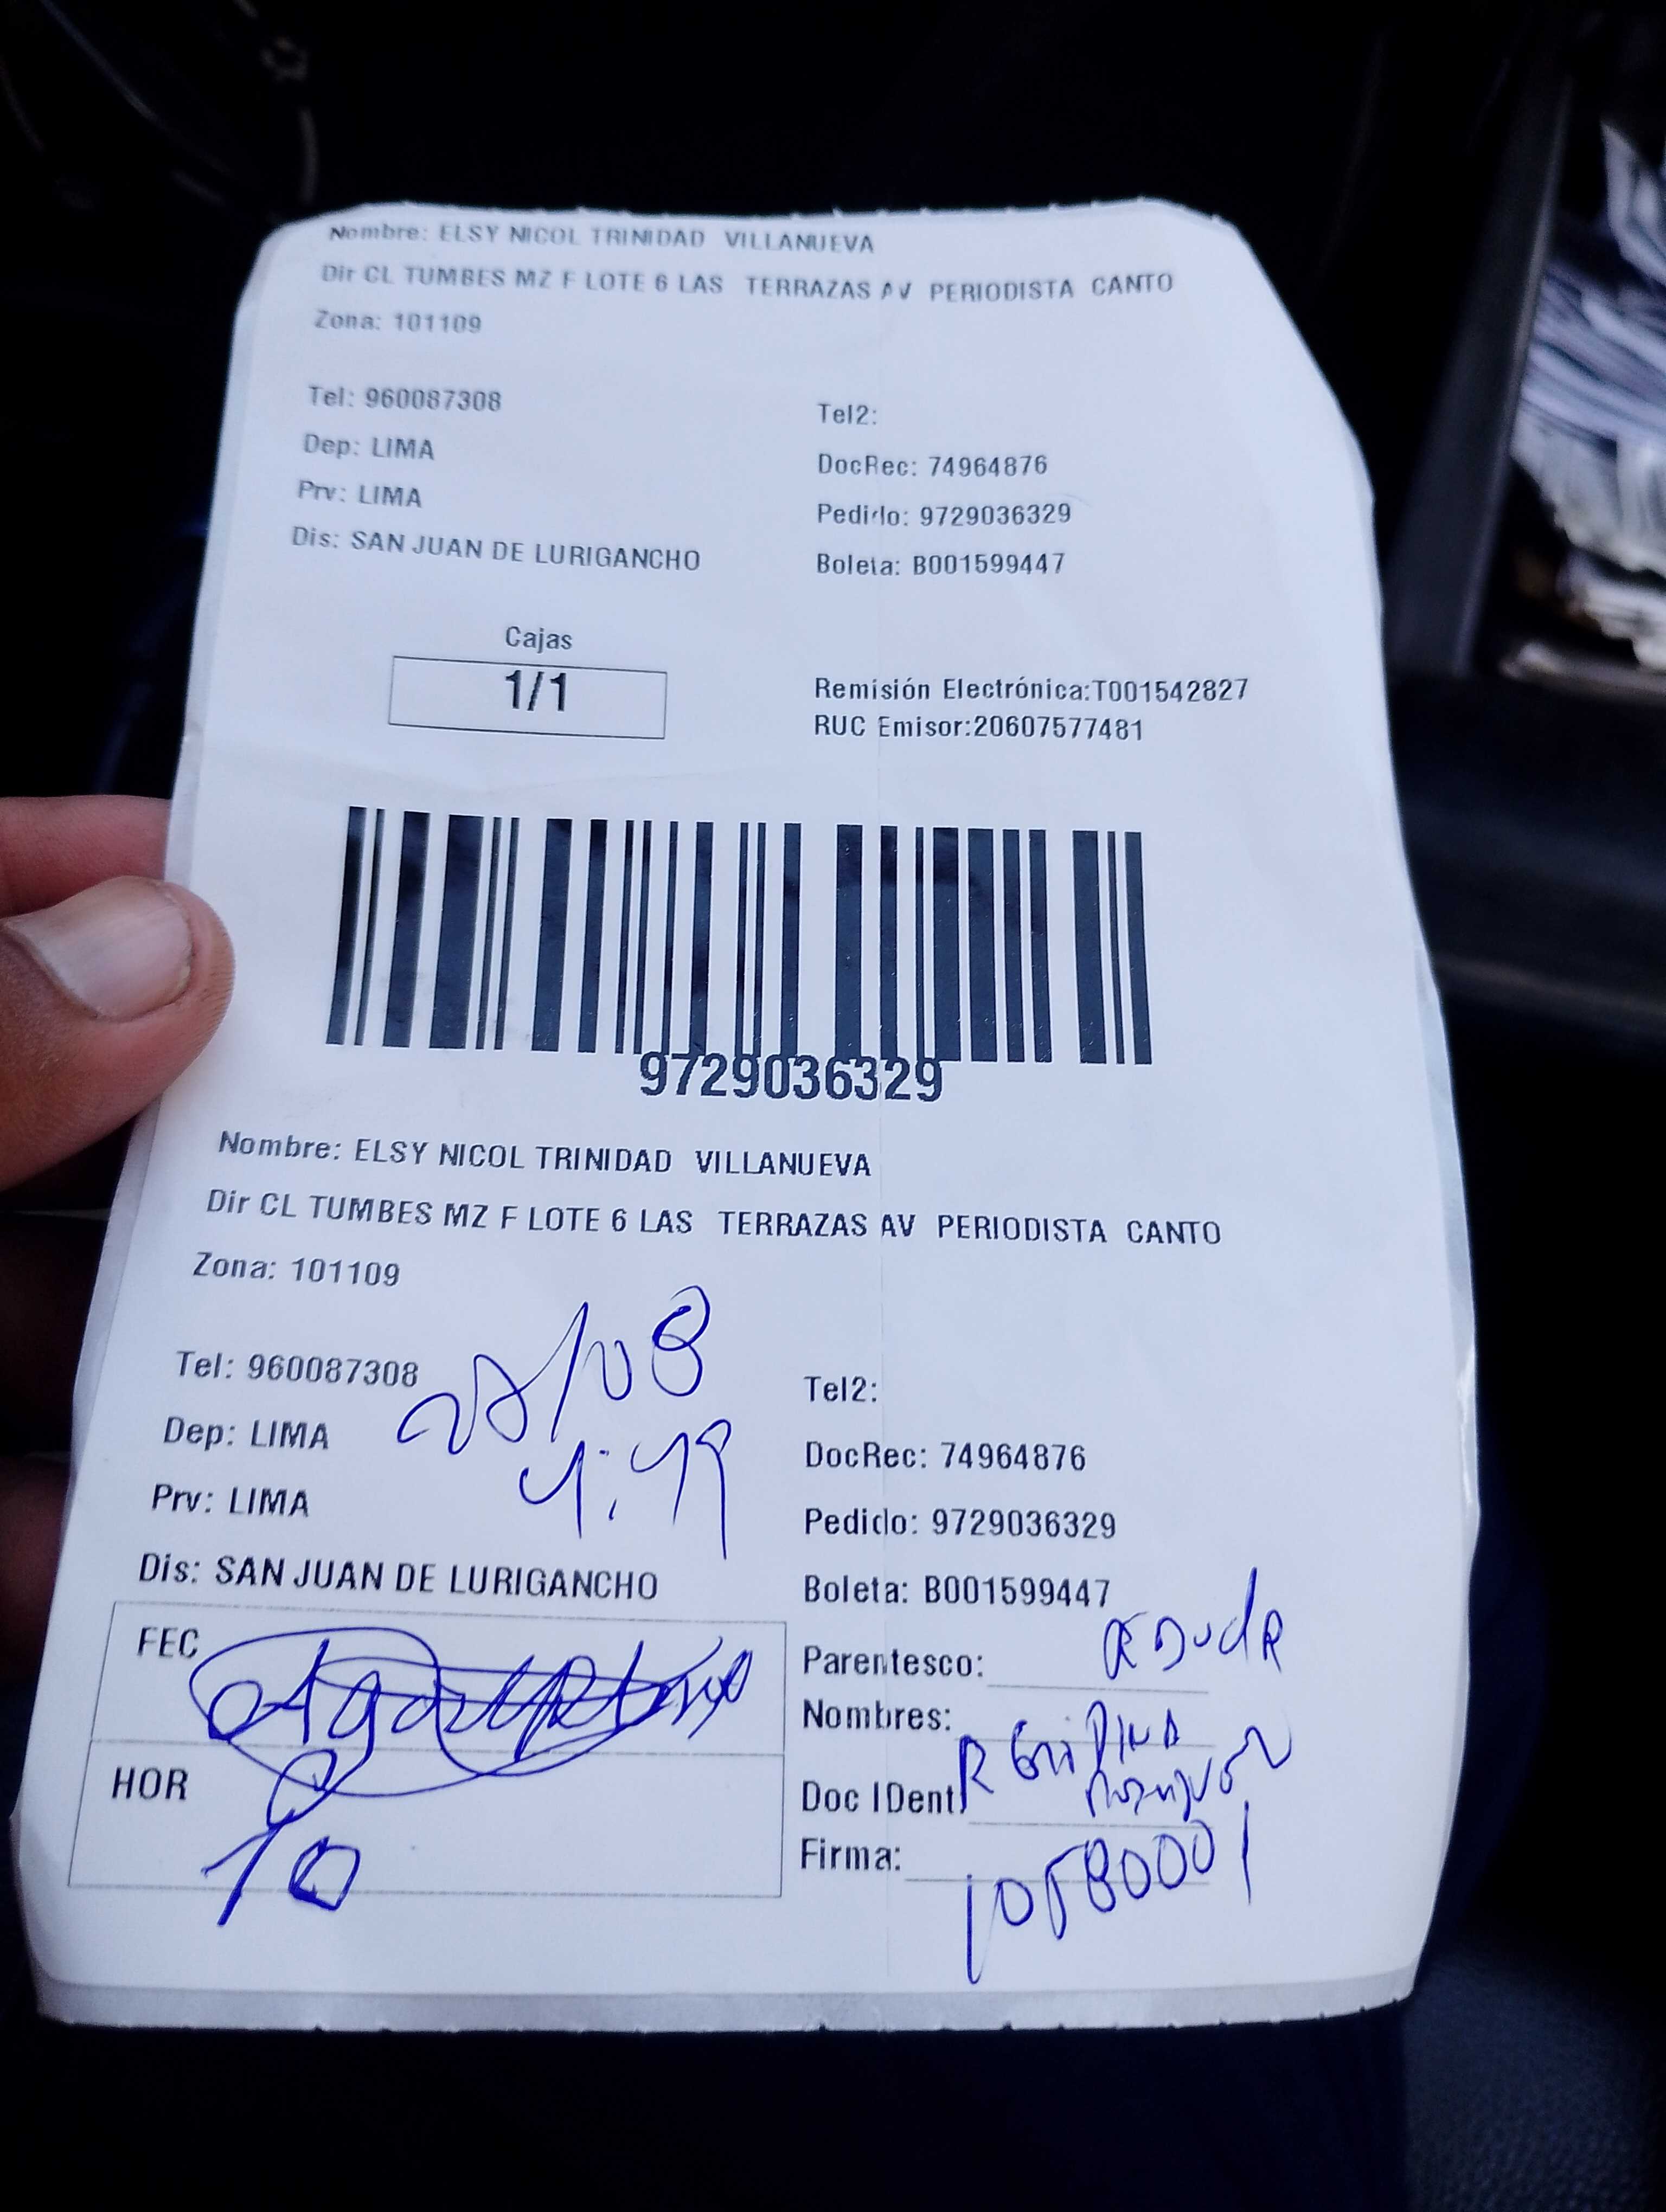 Nombre: ELSY NICOL TRINIDAD VILLANUEVA
Dir CL TUMBES MZ F LOTE 6 LAS TERRAZAS AV PERIODISTA CANTO
Zona: 101109
Tel: 960087308
Tel2:
Dep: LIMA
DocRec: 74964876
Prv: LIMA
Pedido: 9729036329
Dis: SAN JUAN DE LURIGANCHO
Boleta: B001599447
Cajas
1/1
Remisión Electrónica:T001542827
RUC Emisor:20607577481
9729036329
Nombre: ELSY NICOL TRINIDAD VILLANUEVA
Dir CL TUMBES MZ F LOTE 6 LAS TERRAZAS AV PERIODISTA CANTO
Zona: 101109
Tel: 960087308
Tel2:
Dep: LIMA
DocRec: 74964876
4:49
Prv: LIMA
Pedido: 9729036329
Dis: SAN JUAN DE LURIGANCHO
Boleta: B001599447
FEC
Parentesco:
Nombres:
HOR
Doc IDent
Firma:
10580001
10